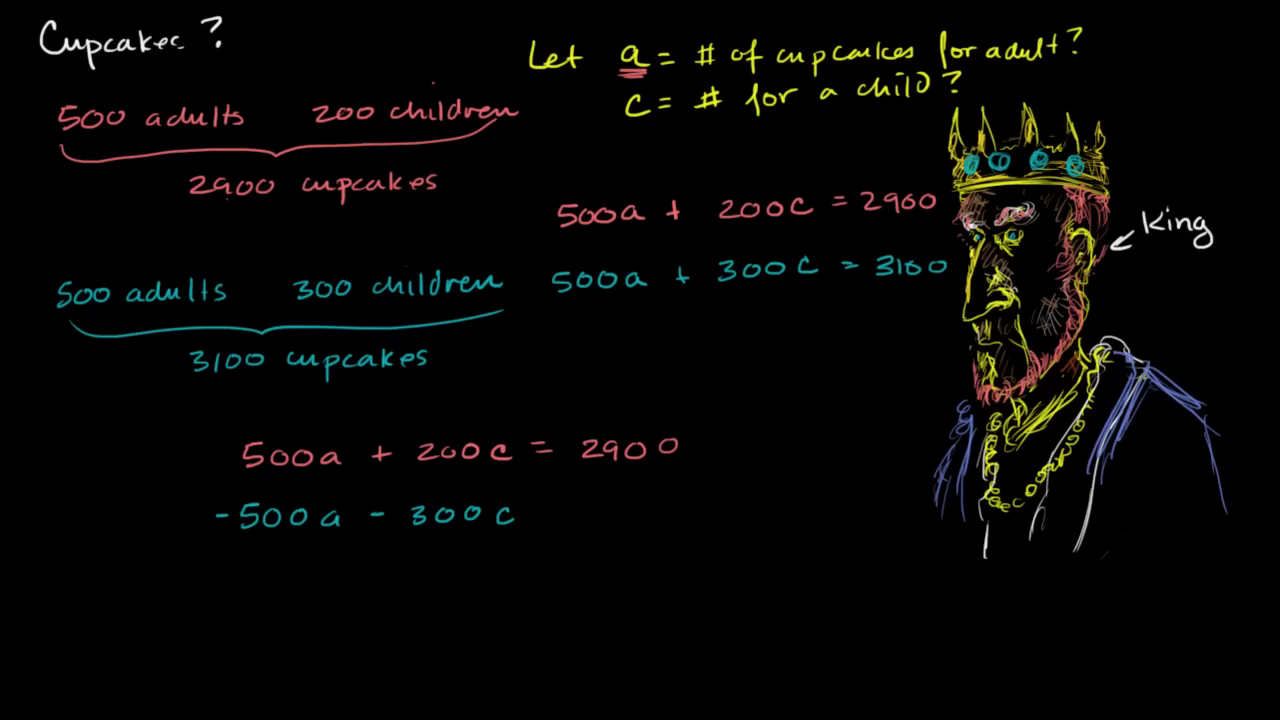 Cupcakes?
Let a = # of cupcakes for adult?
c = # for a child?
500 adults 200 children
2900 cupcakes
500a + 200c = 2900
King
500 adults 300 children
500a + 300c = 3100
3100 cupcakes
500a + 200c = 2900
-500a - 300c